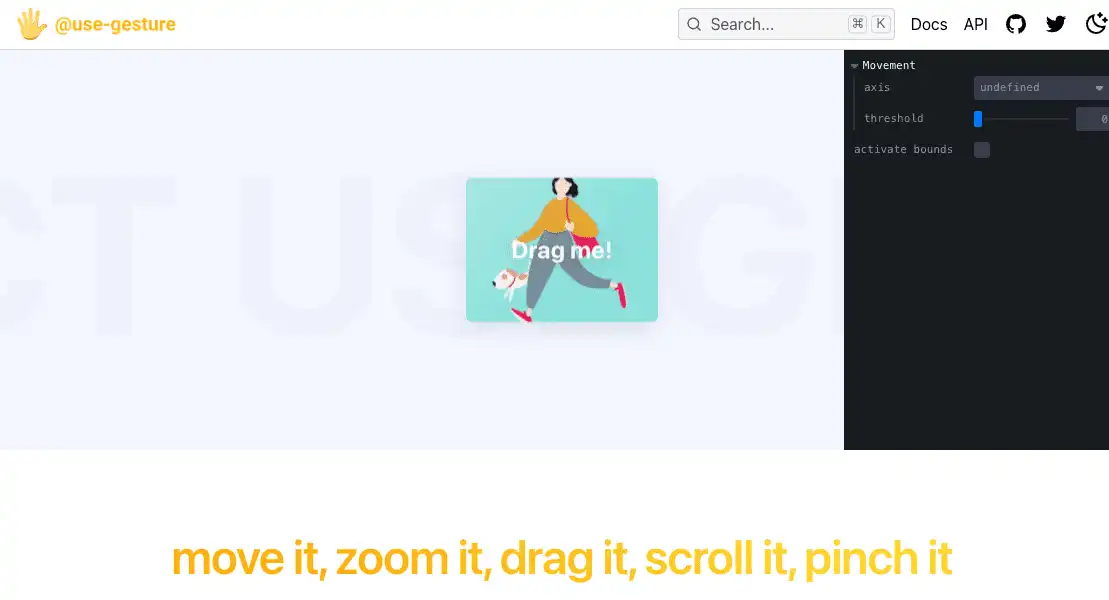 @use-gesture
Search... ⌘ K
Docs
API
Movement
axis undefined
threshold 0
activate bounds
CT USG
Drag me!
move it, zoom it, drag it, scroll it, pinch it